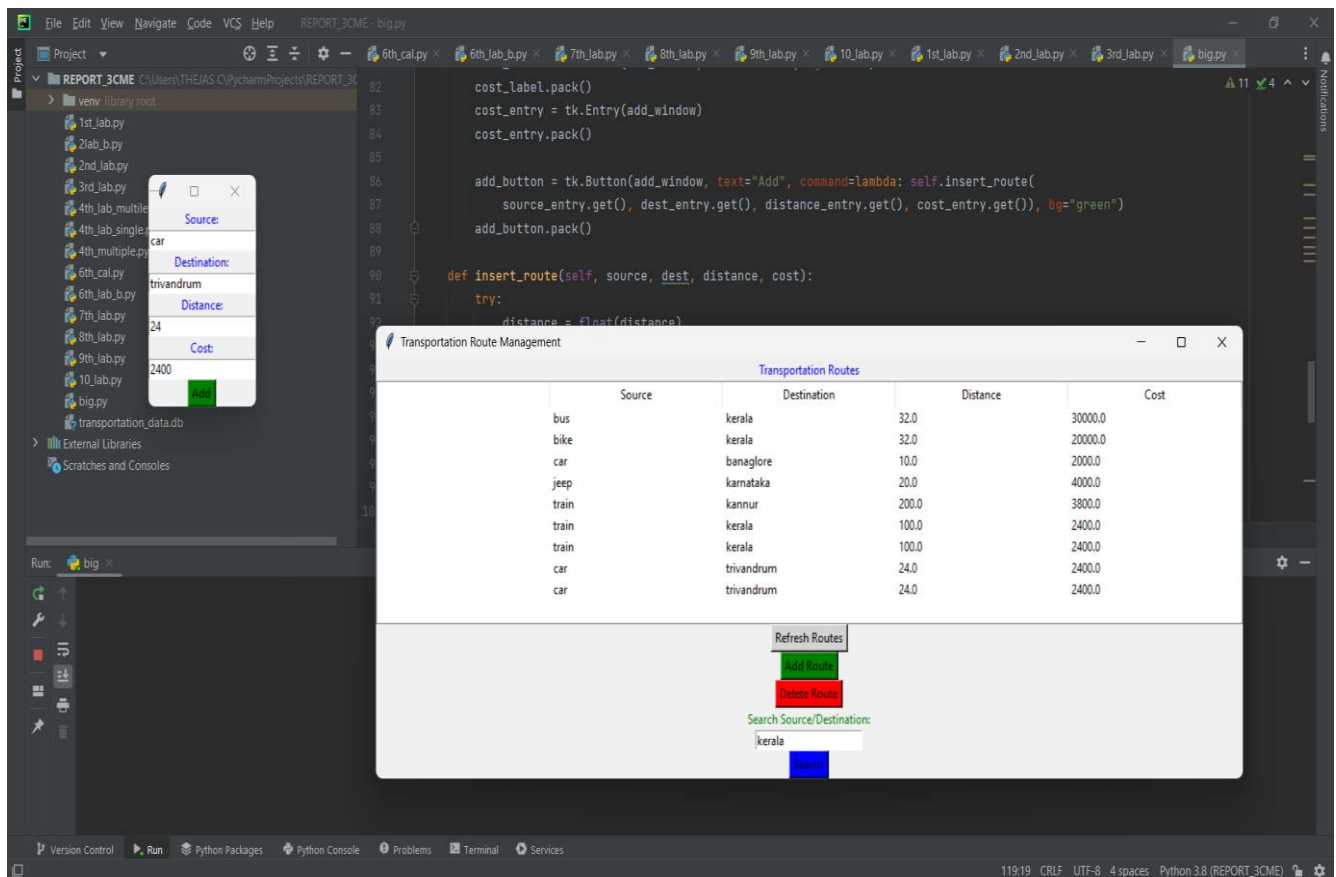 File Edit View Navigate Code VCS Help REPORT_3CME - big.py
Project
6th_cal.py 6th_lab_b.py 7th_lab.py 8th_lab.py 9th_lab.py 10_lab.py 1st_lab.py 2nd_lab.py 3rd_lab.py big.py
Project
Notifications
REPORT_3CME C:\Users\THEJAS C\PycharmProjects\REPORT_3C
venv library root
1st_lab.py
2lab_b.py
2nd_lab.py
3rd_lab.py
4th_lab_multile
4th_lab_single.p
4th_multiple.py
6th_cal.py
6th_lab_b.py
7th_lab.py
8th_lab.py
9th_lab.py
10_lab.py
big.py
transportation_data.db
External Libraries
Scratches and Consoles
Source:
car
Destination:
trivandrum
Distance:
24
Cost:
2400
Add
11 4
82 cost_label.pack()
83 cost_entry = tk.Entry(add_window)
84 cost_entry.pack()
85
86 add_button = tk.Button(add_window, text="Add", command=lambda: self.insert_route(
87 source_entry.get(), dest_entry.get(), distance_entry.get(), cost_entry.get()), bg="green")
88 add_button.pack()
89
90 def insert_route(self, source, dest, distance, cost):
91 try:
92 distance = float(distance)
Transportation Route Management
Transportation Routes
Source Destination Distance Cost
bus kerala 32.0 30000.0
bike kerala 32.0 20000.0
car banaglore 10.0 2000.0
jeep karnataka 20.0 4000.0
train kannur 200.0 3800.0
train kerala 100.0 2400.0
train kerala 100.0 2400.0
car trivandrum 24.0 2400.0
car trivandrum 24.0 2400.0
Refresh Routes
Add Route
Delete Route
Search Source/Destination:
kerala
Search
Run: big
Version Control Run Python Packages Python Console Problems Terminal Services
119:19 CRLF UTF-8 4 spaces Python 3.8 (REPORT_3CME)